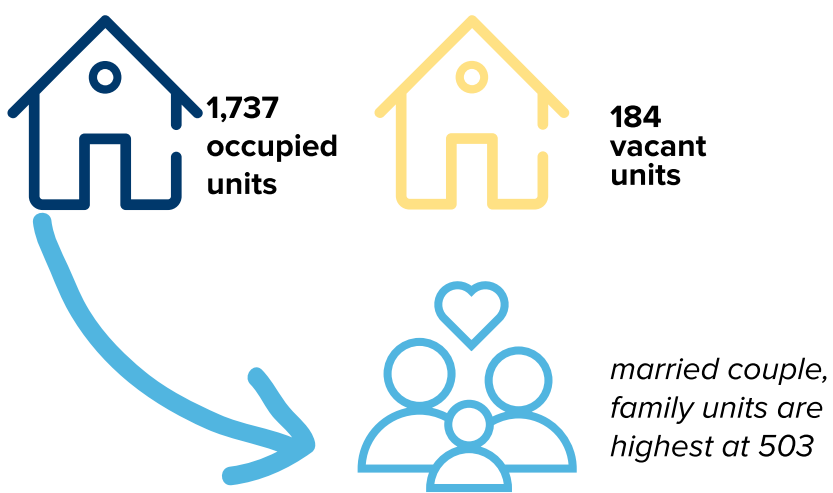 1,737
occupied
units
184
vacant
units
married couple,
family units are
highest at 503